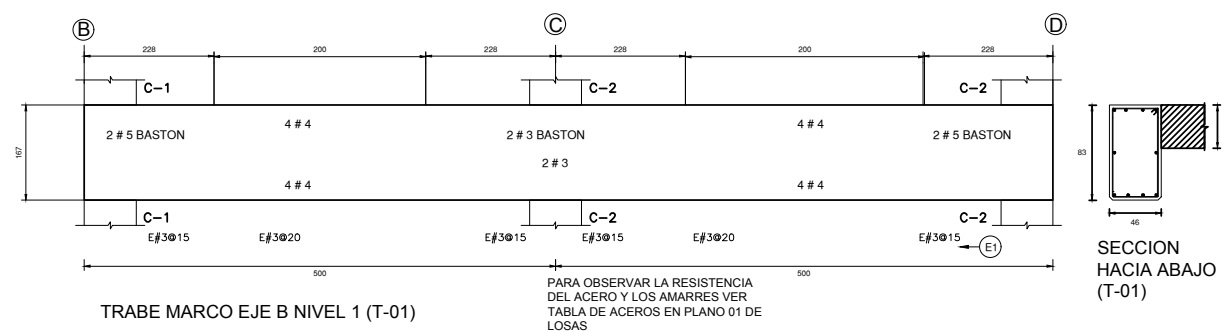 B C D
228 200 228 228 200 228
C-1 C-2 C-2
2 # 5 BASTON 4 # 4 2 # 3 BASTON 4 # 4 2 # 5 BASTON
2 # 3
167 83
4 # 4 4 # 4
C-1 C-2 C-2
46
E#3@15 E#3@20 E#3@15 E#3@15 E#3@20 E#3@15
E1
500 500
SECCION
HACIA ABAJO
(T-01)
TRABE MARCO EJE B NIVEL 1 (T-01)
PARA OBSERVAR LA RESISTENCIA
DEL ACERO Y LOS AMARRES VER
TABLA DE ACEROS EN PLANO 01 DE
LOSAS